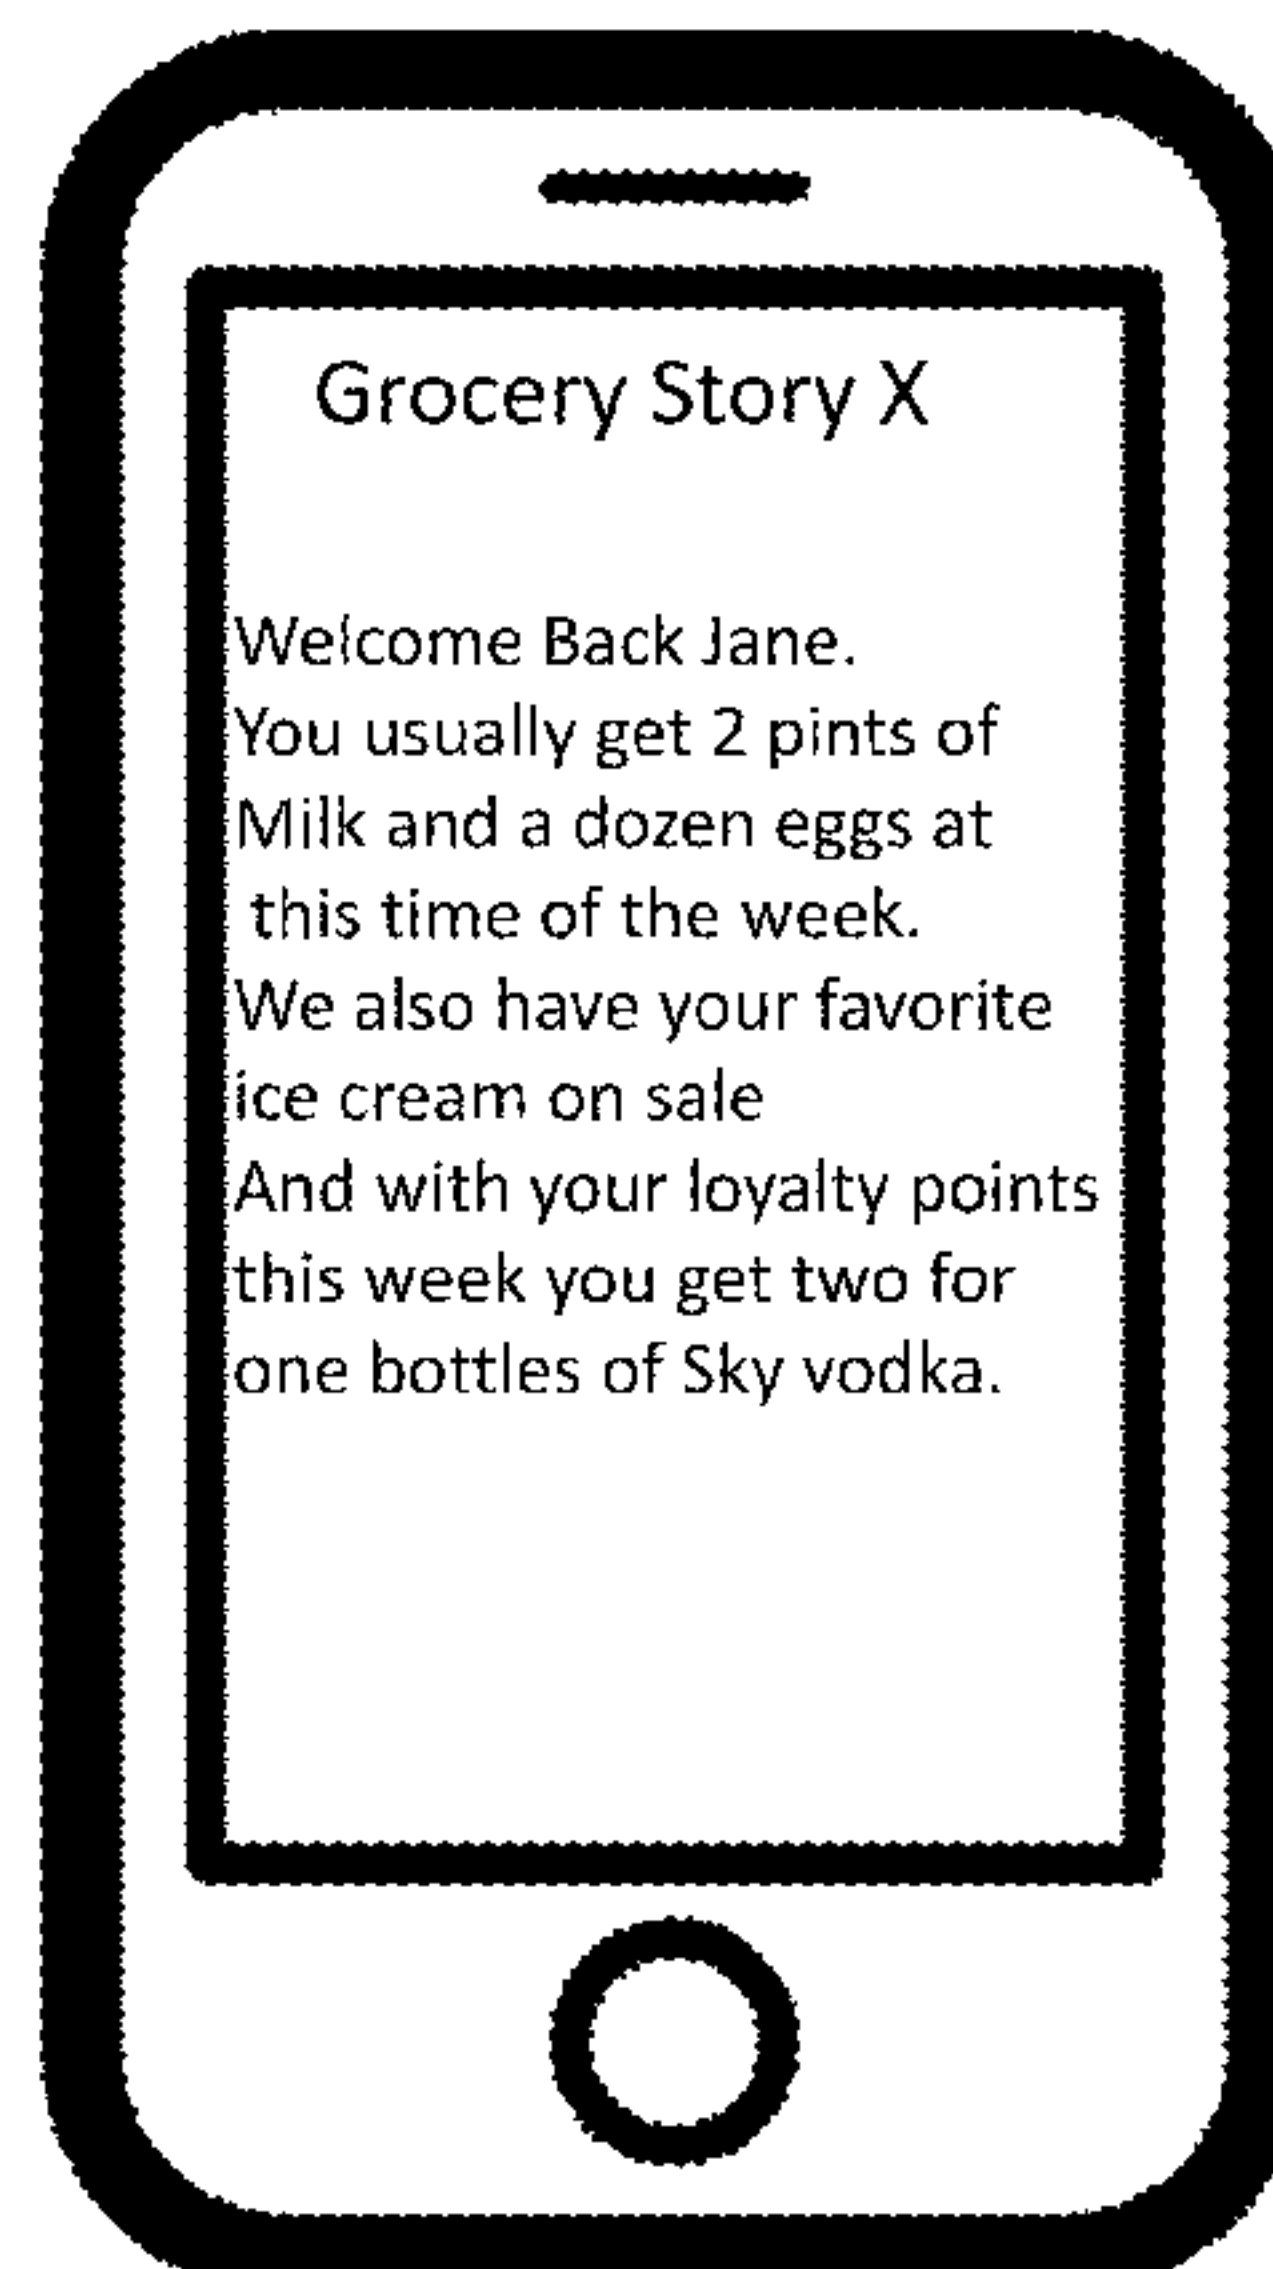 Grocery Story X
Welcome Back Jane.
You usually get 2 pints of
Milk and a dozen eggs at
this time of the week.
We also have your favorite
ice cream on sale
And with your loyalty points
this week you get two for
one bottles of Sky vodka.